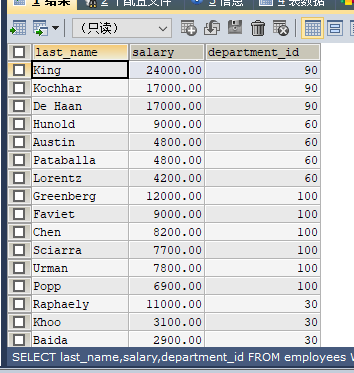 1 结果
2 个配置文件
3 信息
4 表数据
(只读)
last_name salary department_id
King 24000.00 90
Kochhar 17000.00 90
De Haan 17000.00 90
Hunold 9000.00 60
Austin 4800.00 60
Pataballa 4800.00 60
Lorentz 4200.00 60
Greenberg 12000.00 100
Faviet 9000.00 100
Chen 8200.00 100
Sciarra 7700.00 100
Urman 7800.00 100
Popp 6900.00 100
Raphaely 11000.00 30
Khoo 3100.00 30
Baida 2900.00 30
SELECT last_name,salary,department_id FROM employees W